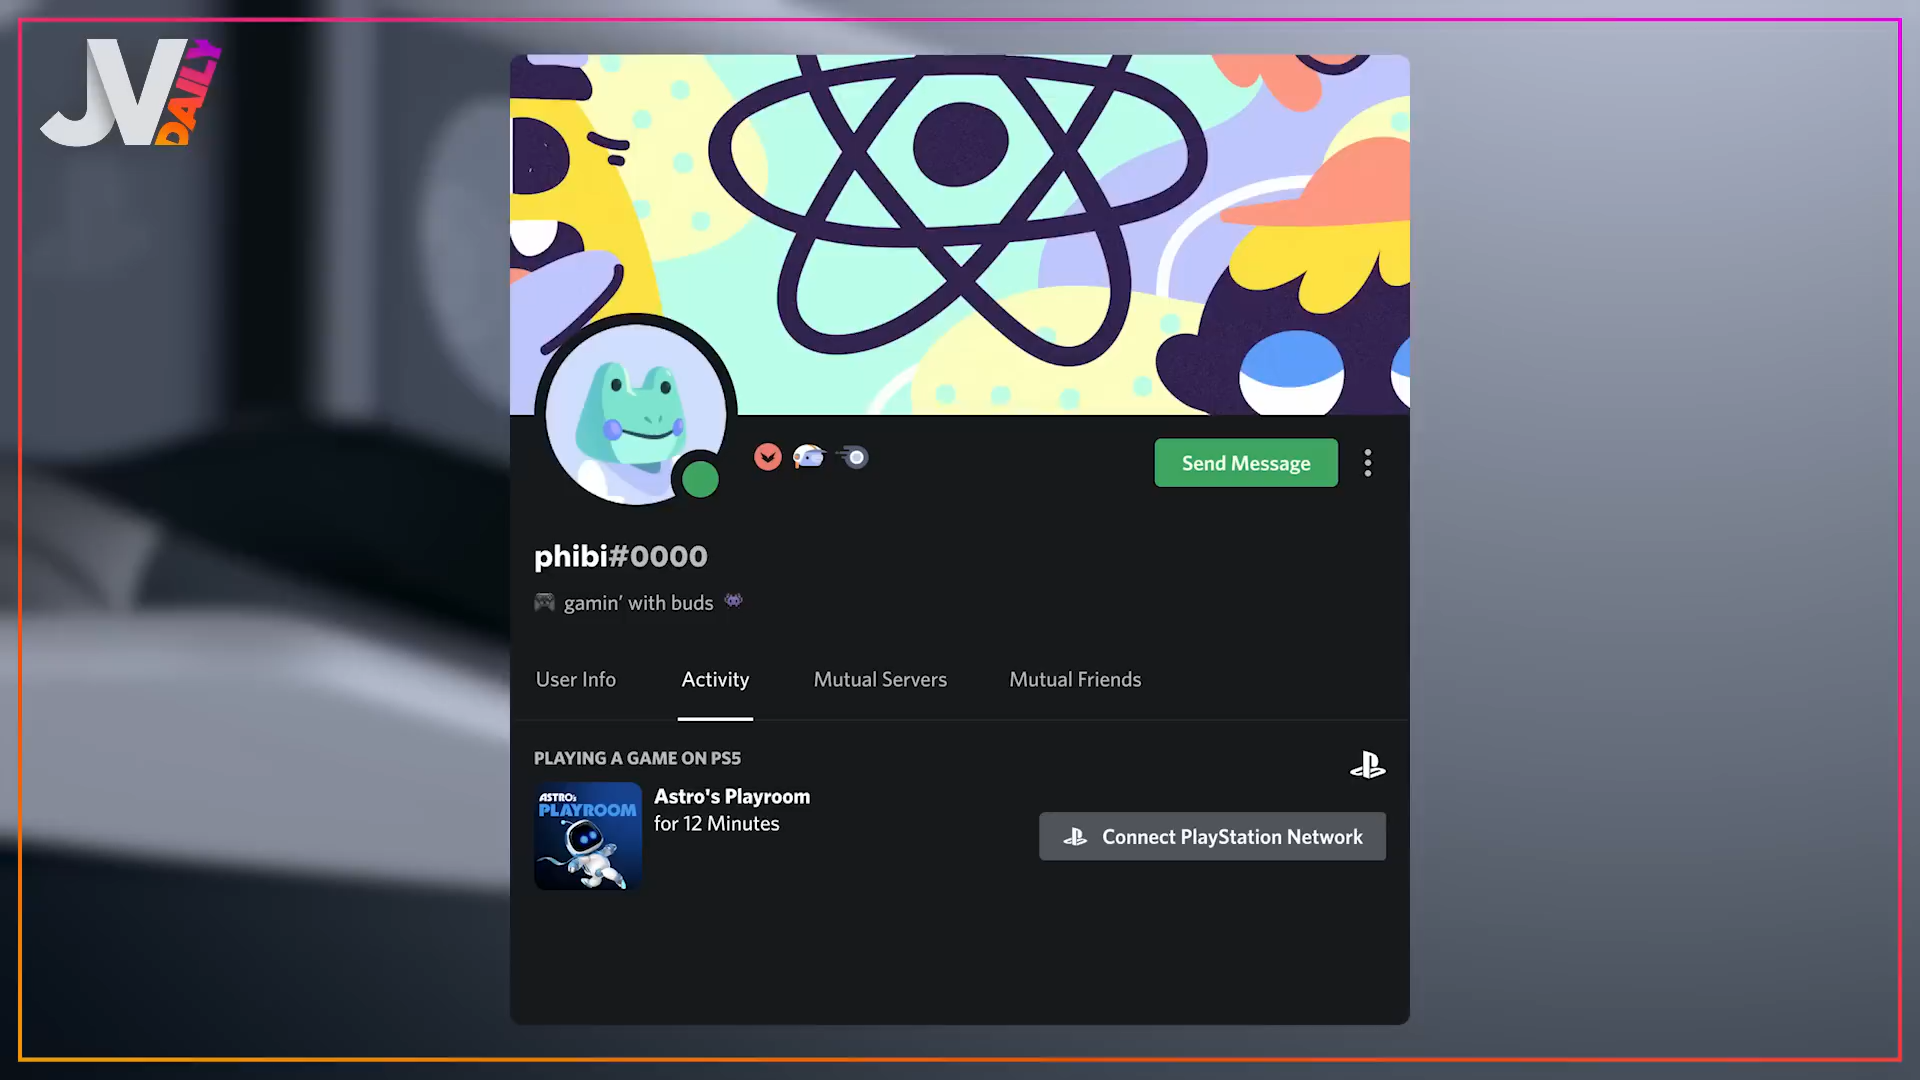 JV
DAILY
Send Message
phibi#0000
gamin’ with buds
User Info
Activity
Mutual Servers
Mutual Friends
PLAYING A GAME ON PS5
ASTRO's
PLAYROOM
Astro's Playroom
for 12 Minutes
Connect PlayStation Network